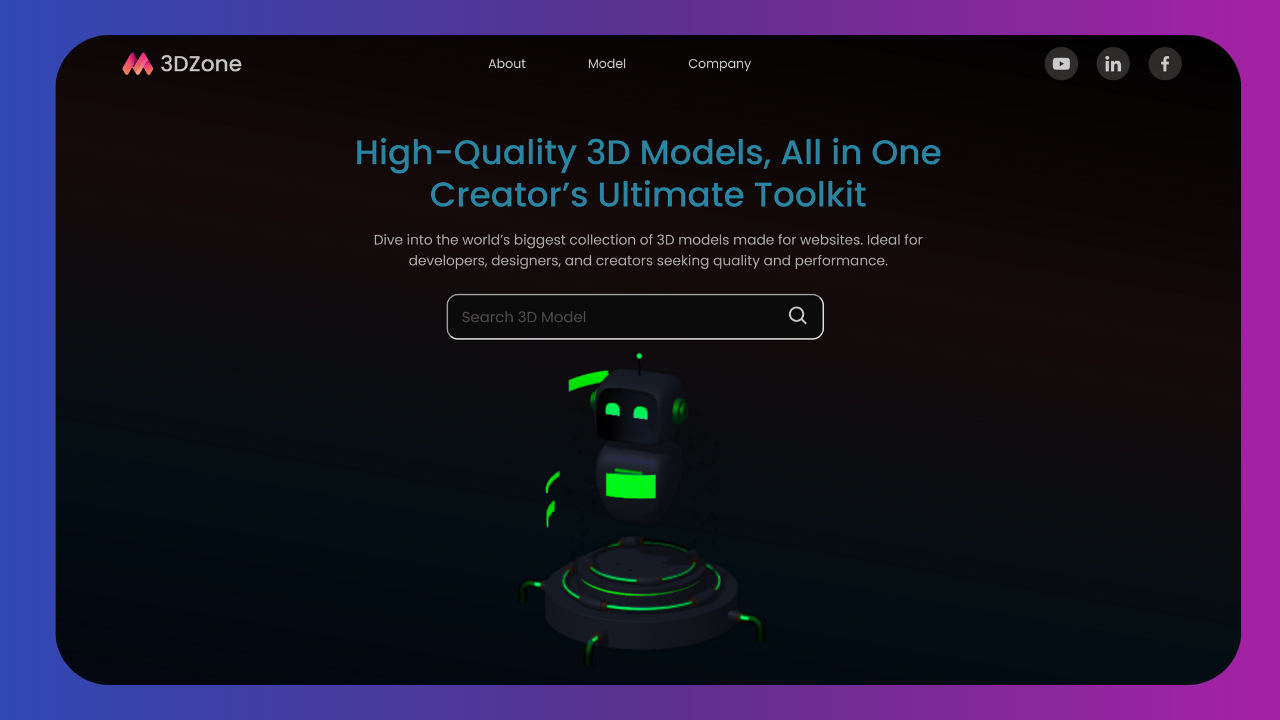 3DZone
About
Model
Company
High-Quality 3D Models, All in One
Creator’s Ultimate Toolkit
Dive into the world’s biggest collection of 3D models made for websites. Ideal for
developers, designers, and creators seeking quality and performance.
Search 3D Model